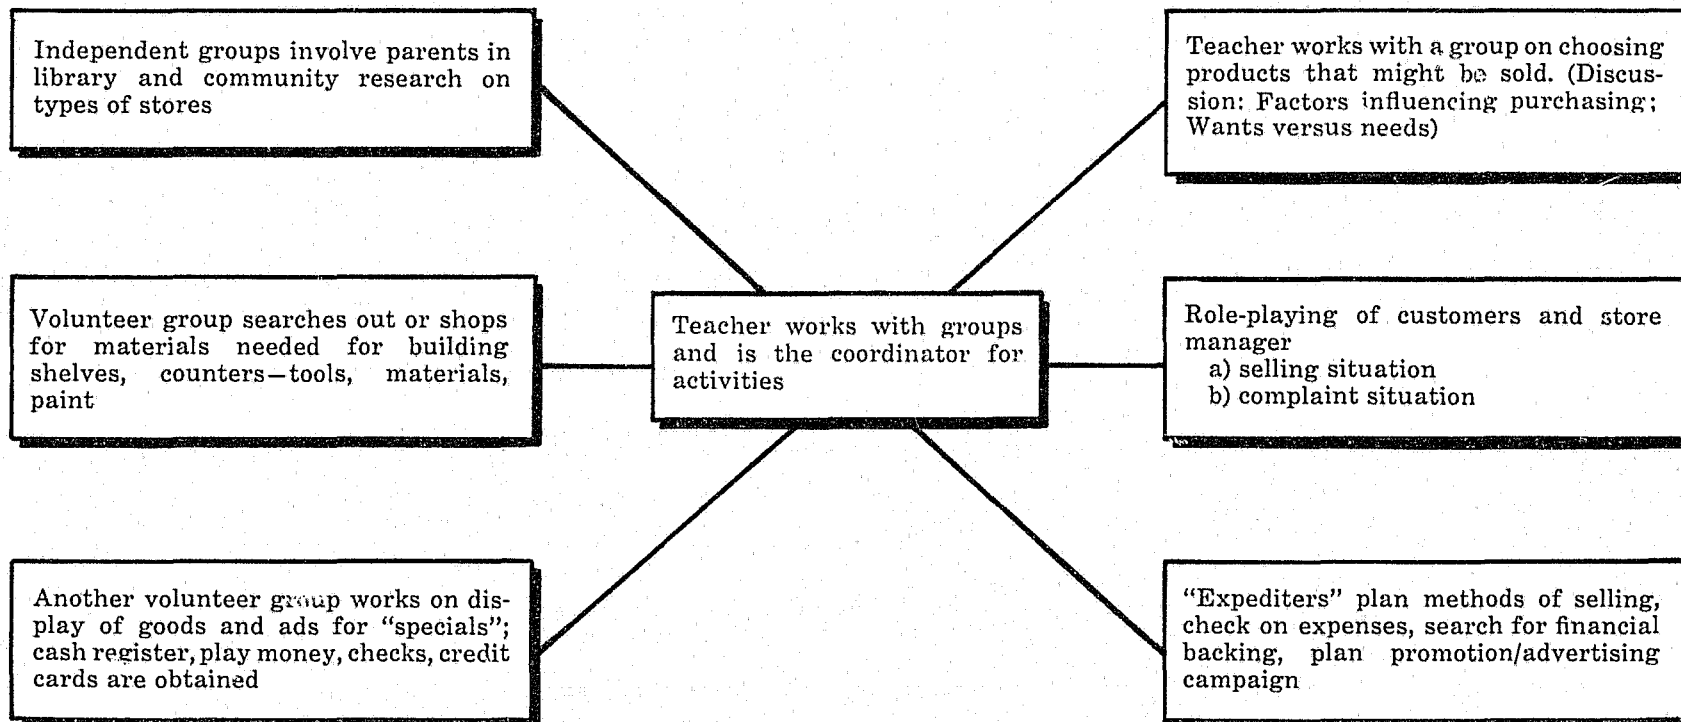 Independent groups involve parents in
library and community research on
types of stores
Teacher works with a group on choosing
products that might be sold. (Discus-
sion: Factors influencing purchasing;
Wants versus needs)
Volunteer group searches out or shops
for materials needed for building
shelves, counters—tools, materials,
paint
Teacher works with groups
and is the coordinator for
activities
Role-playing of customers and store
manager
a) selling situation
b) complaint situation
Another volunteer group works on dis-
play of goods and ads for “specials”;
cash register, play money, checks, credit
cards are obtained
“Expediters” plan methods of selling,
check on expenses, search for financial
backing, plan promotion/advertising
campaign